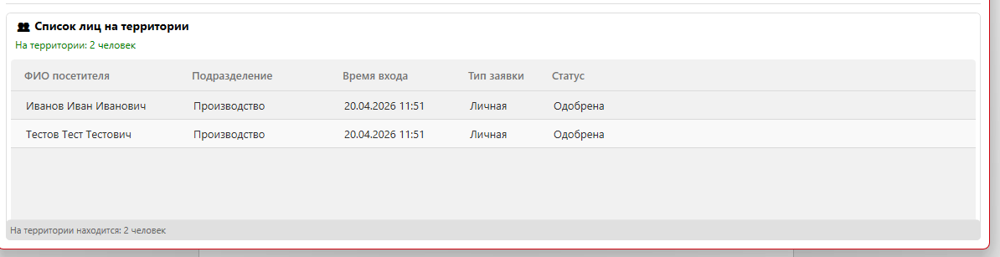 Список лиц на территории
На территории: 2 человек
ФИО посетителя Подразделение Время входа Тип заявки Статус
Иванов Иван Иванович Производство 20.04.2026 11:51 Личная Одобрена
Тестов Тест Тестович Производство 20.04.2026 11:51 Личная Одобрена
На территории находится: 2 человек